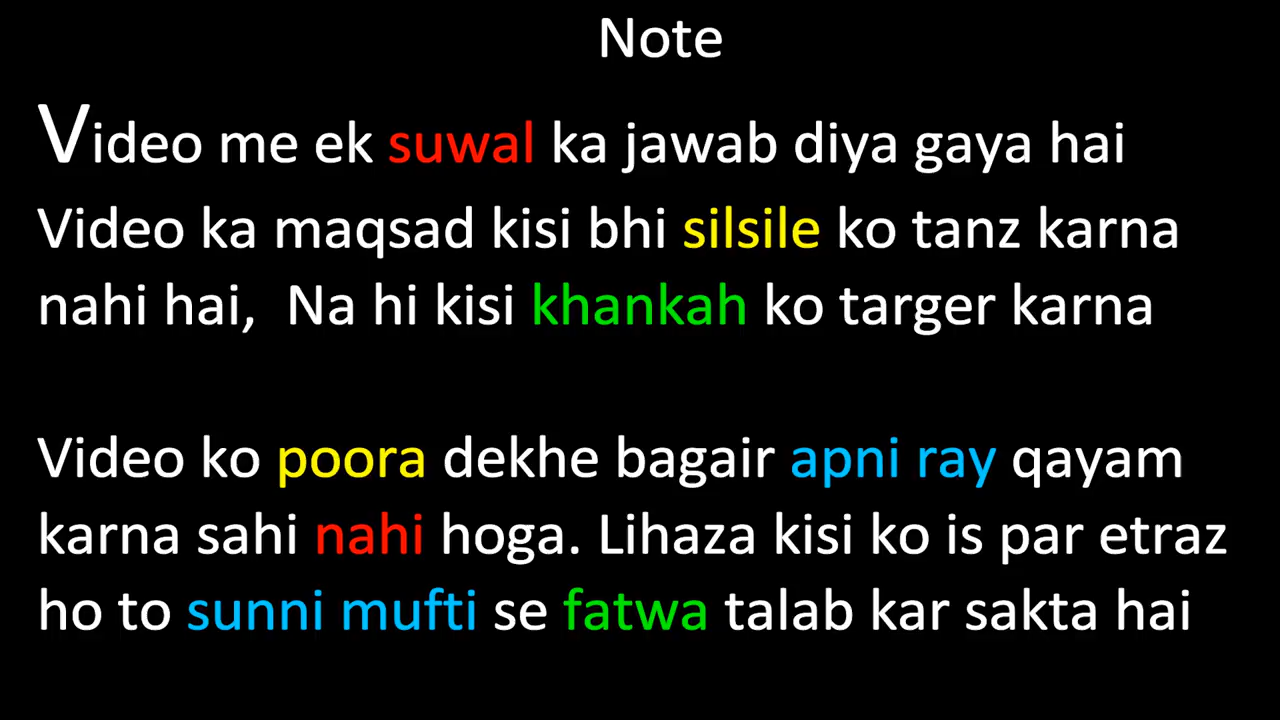 Note
Video me ek suwal ka jawab diya gaya hai
Video ka maqsad kisi bhi silsile ko tanz karna
nahi hai, Na hi kisi khankah ko targer karna
Video ko poora dekhe bagair apni ray qayam
karna sahi nahi hoga. Lihaza kisi ko is par etraz
ho to sunni mufti se fatwa talab kar sakta hai